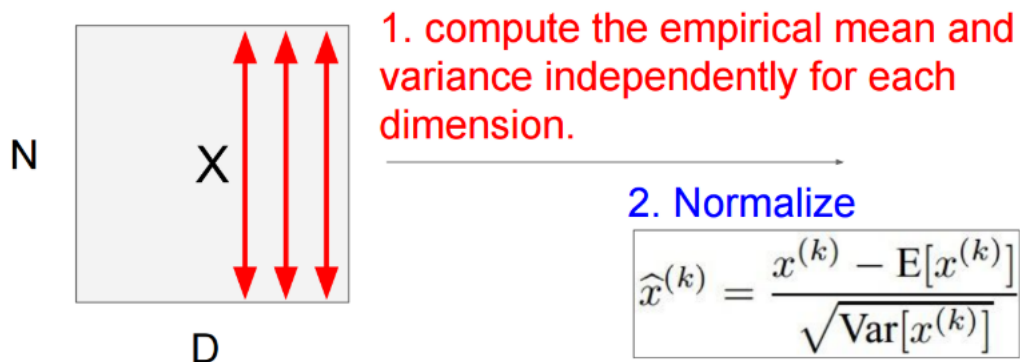 1. compute the empirical mean and
variance independently for each
dimension.
N
X
D
2. Normalize
x̂^(k) = (x^(k) − E[x^(k)]) / √Var[x^(k)]